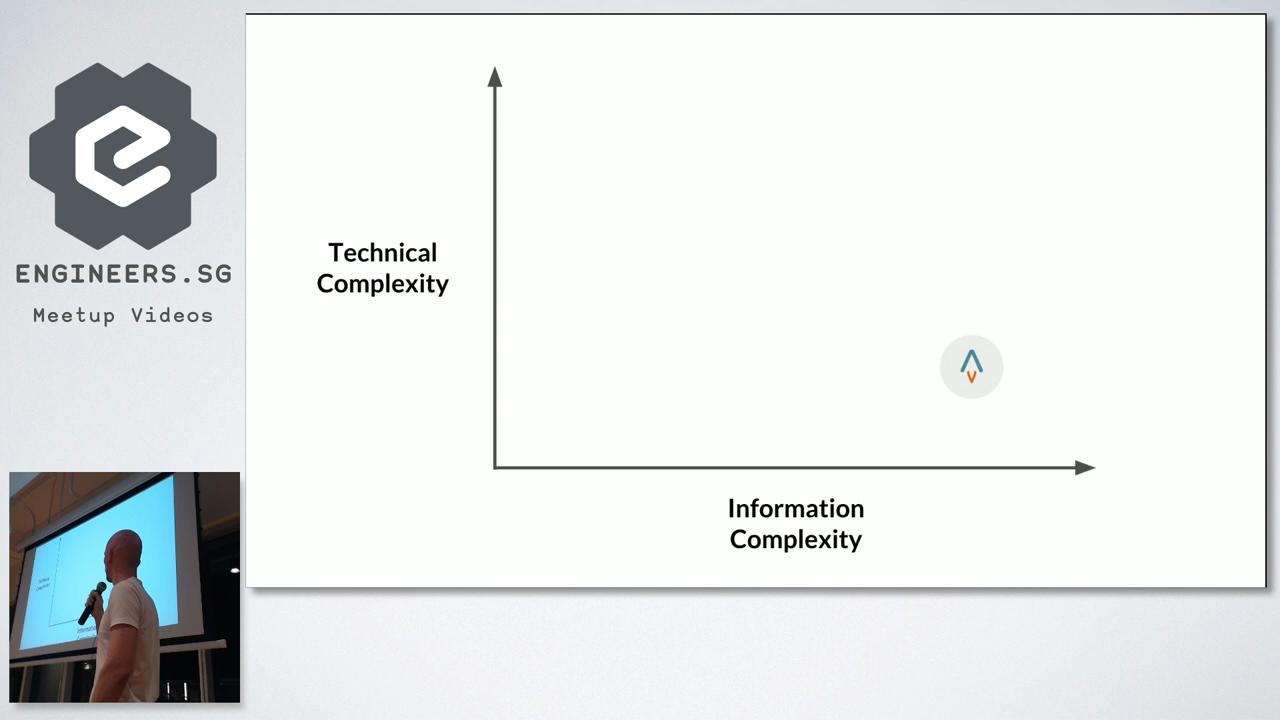 ENGINEERS.SG
Meetup Videos
Technical
Complexity
Information
Complexity